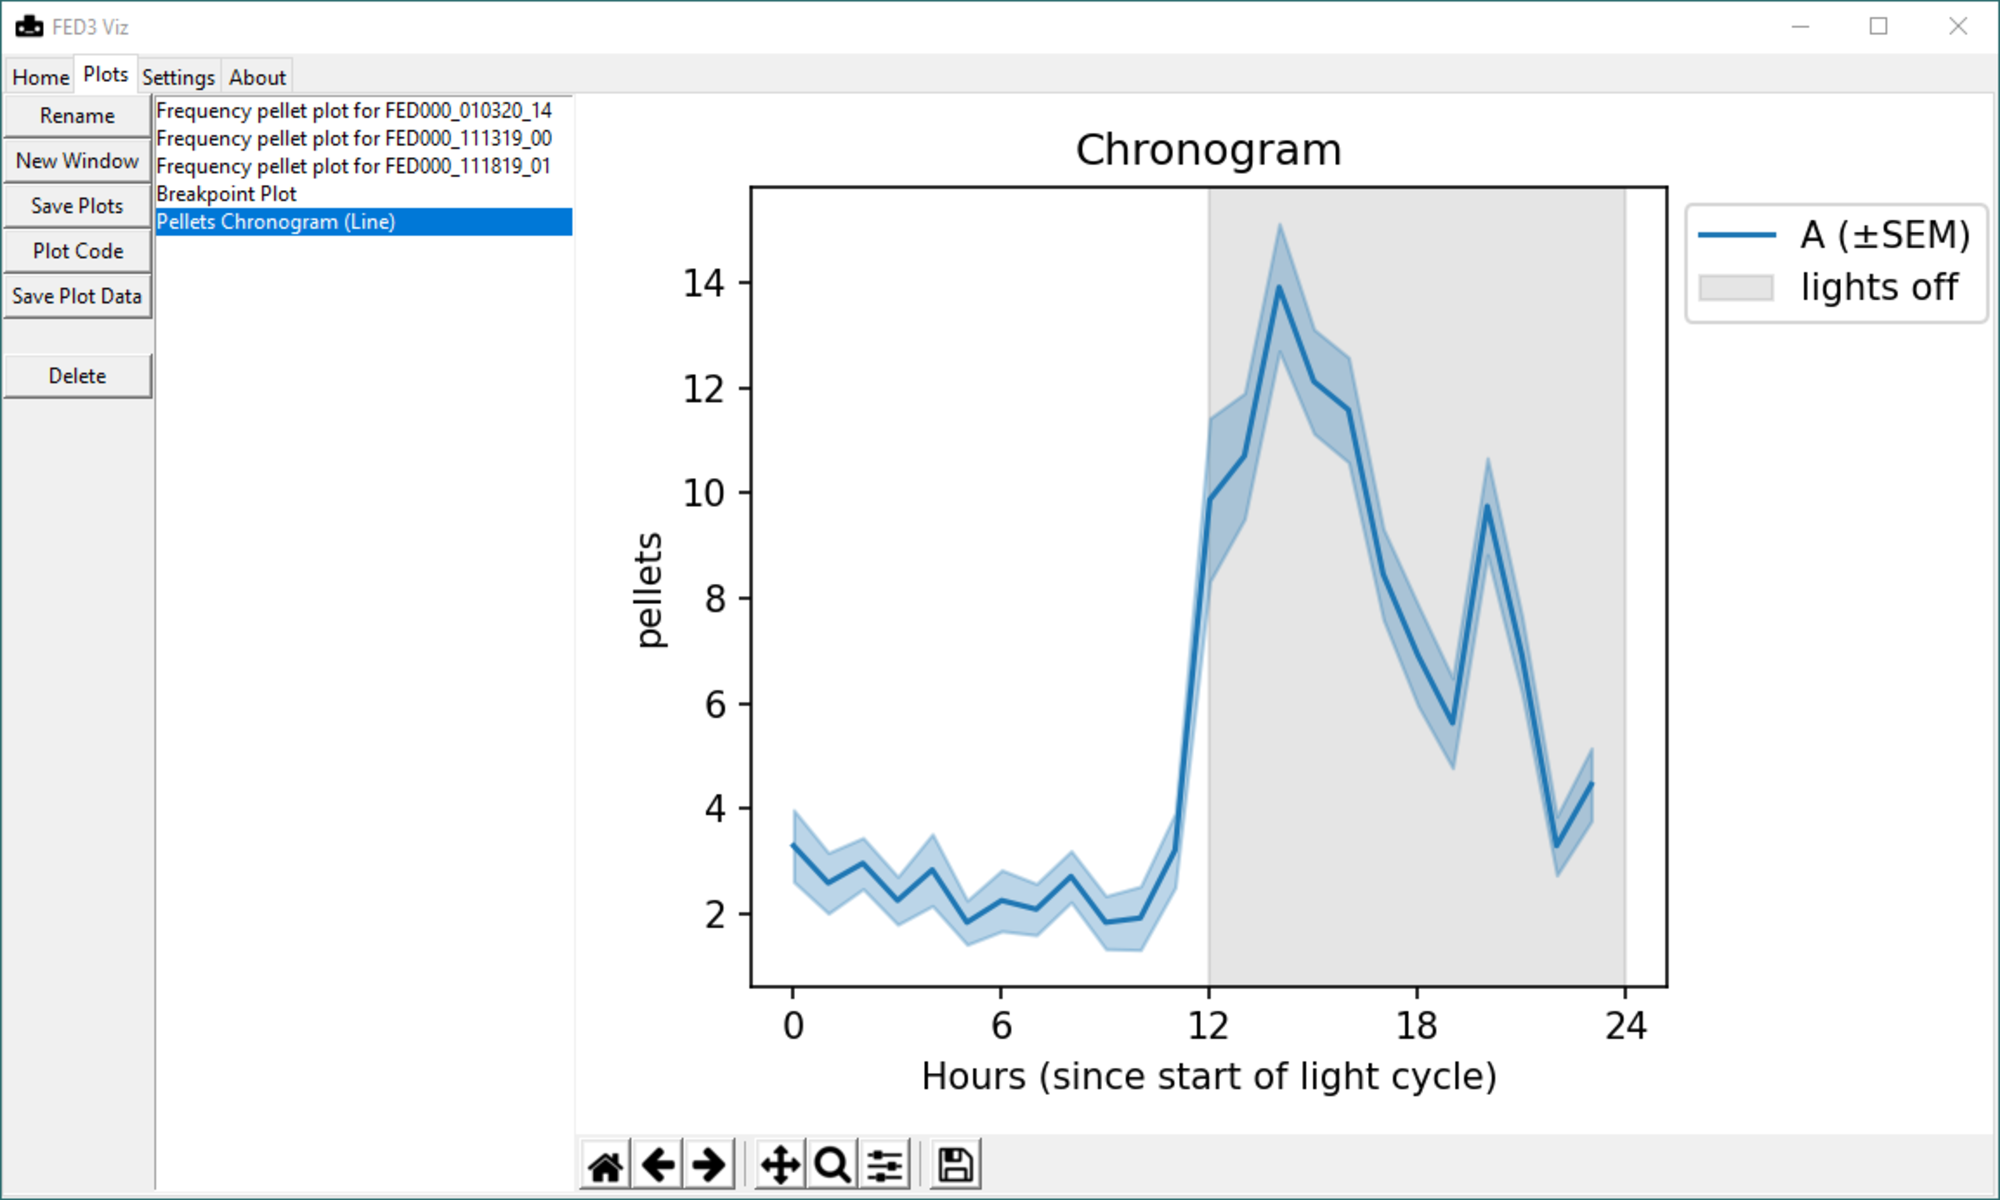 FED3 Viz
Home Plots Settings About
Rename
New Window
Save Plots
Plot Code
Save Plot Data
Delete
Frequency pellet plot for FED000_010320_14
Frequency pellet plot for FED000_111319_00
Frequency pellet plot for FED000_111819_01
Breakpoint Plot
Pellets Chronogram (Line)
Chronogram
A (±SEM)
lights off
14
12
10
8
6
4
2
pellets
0 6 12 18 24
Hours (since start of light cycle)